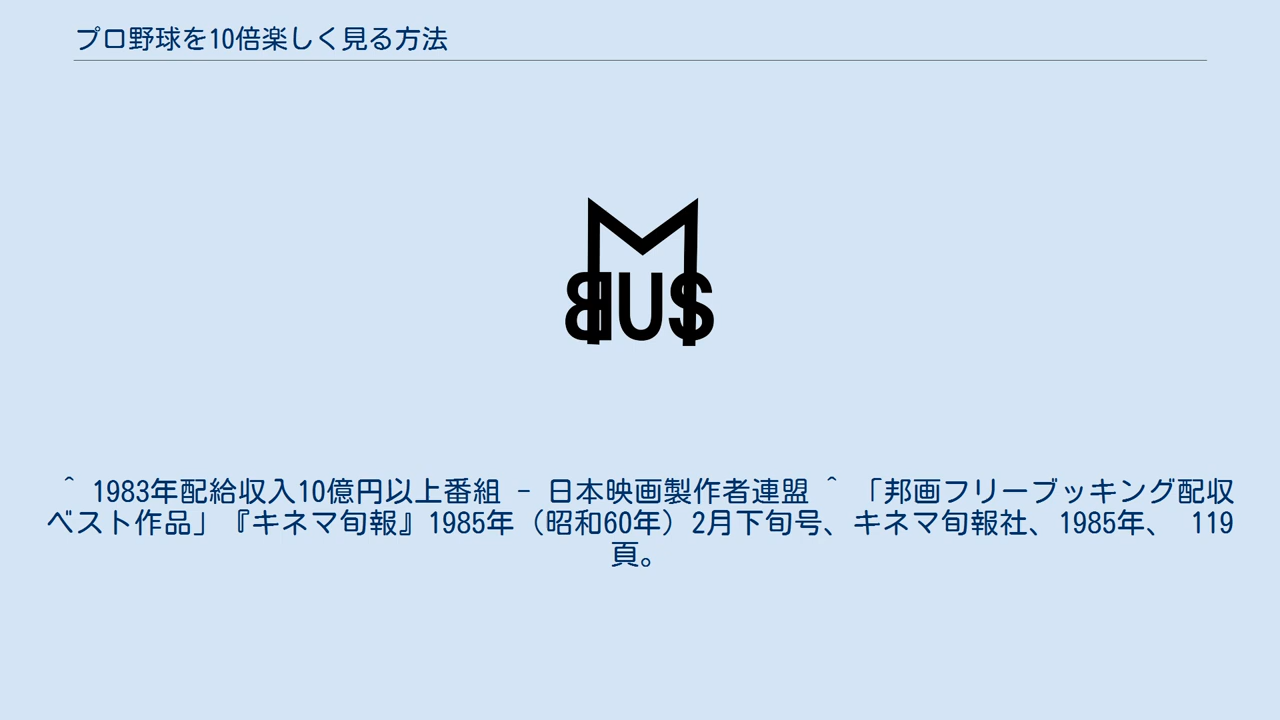 プロ野球を10倍楽しく見る方法
M
BUS
^ 1983年配給収入10億円以上番組 - 日本映画製作者連盟 ^ 「邦画フリーブッキング配収
ベスト作品」『キネマ旬報』1985年（昭和60年）2月下旬号、キネマ旬報社、1985年、 119
頁。